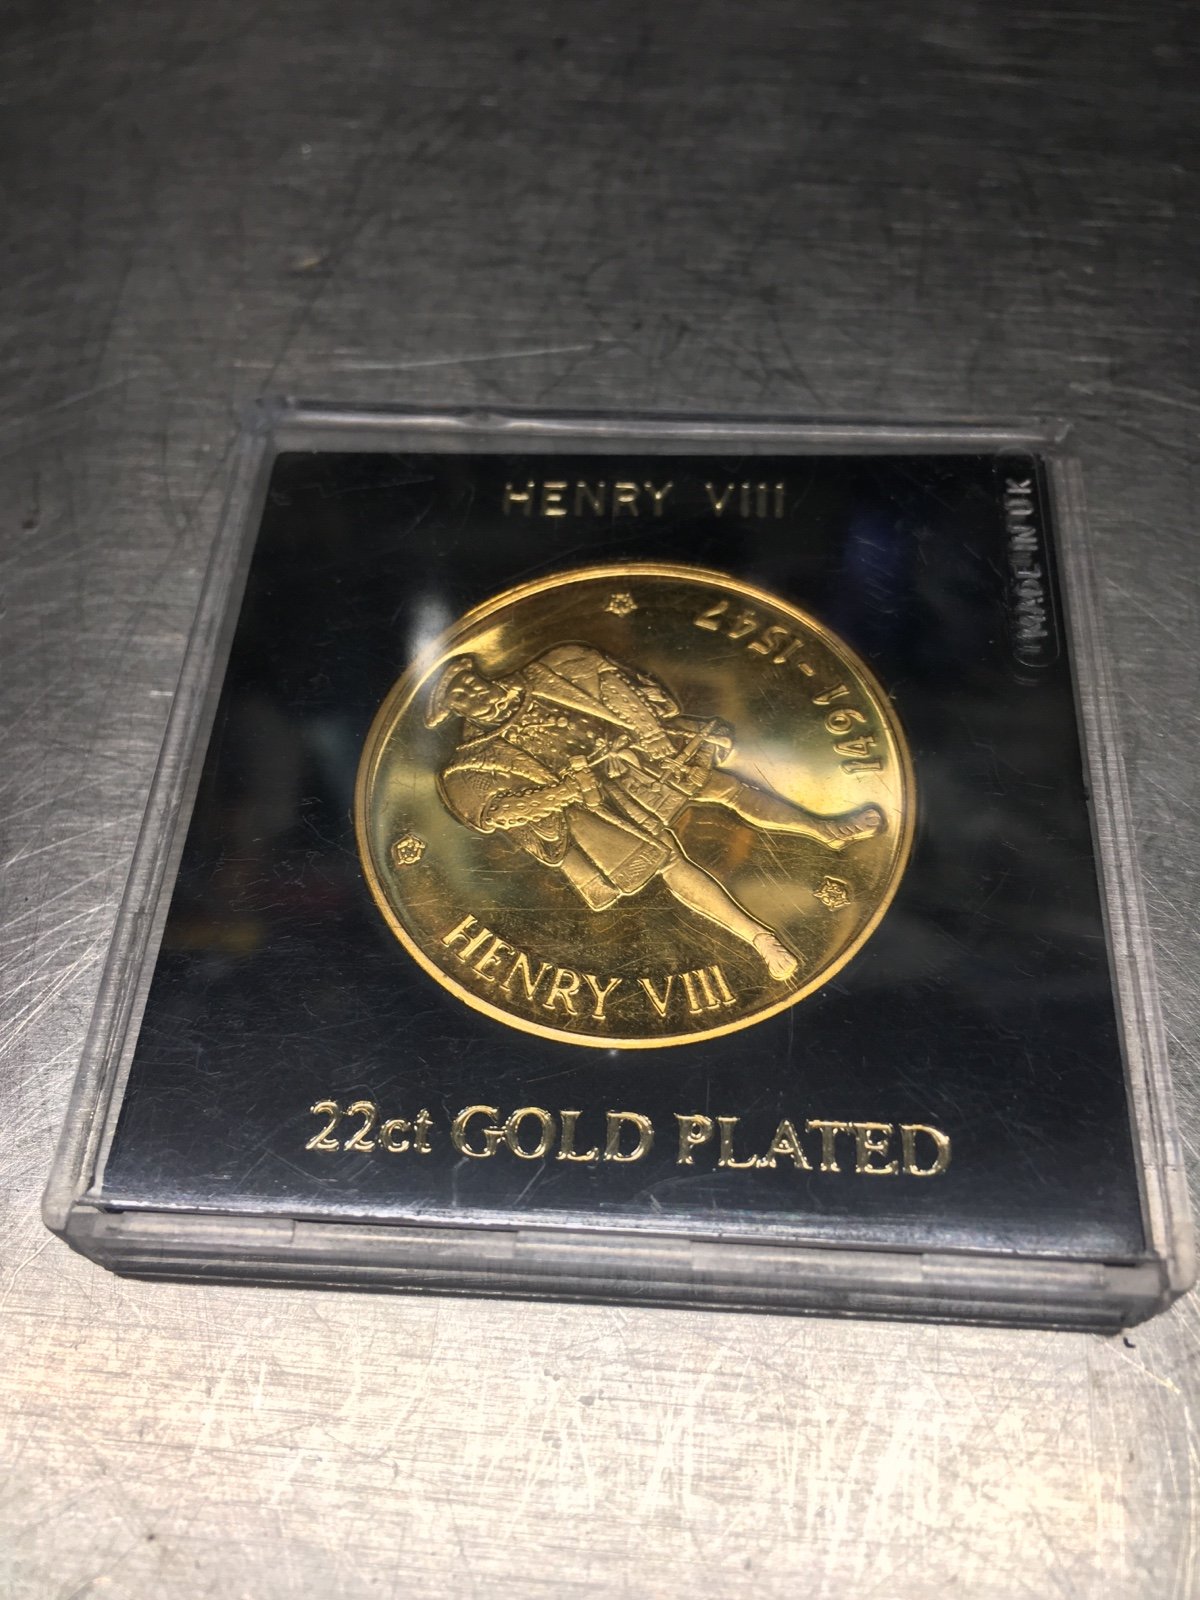 HENRY VIII
MADE IN UK
1491 - 1547
HENRY VIII
22ct GOLD PLATED